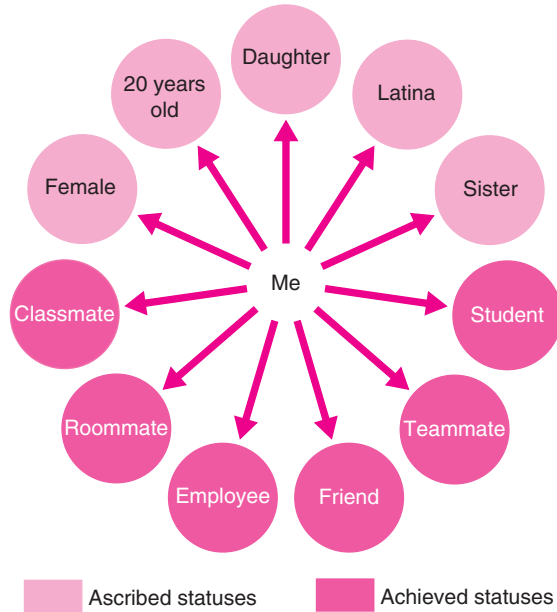 Daughter
20 years
old
Latina
Female
Sister
Me
Classmate
Student
Roommate
Teammate
Employee
Friend
Ascribed statuses
Achieved statuses